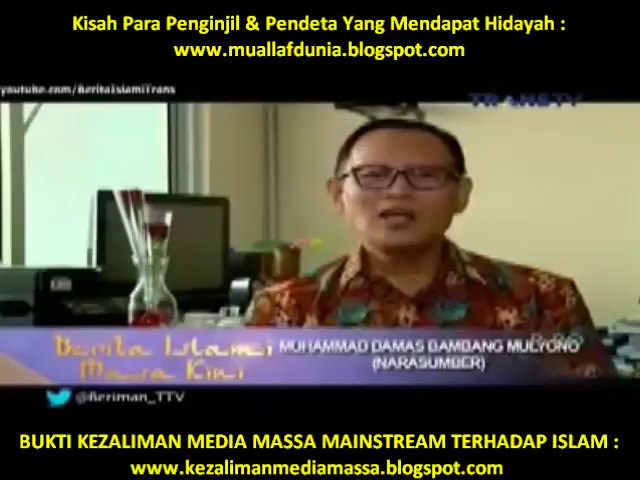 Kisah Para Penginjil & Pendeta Yang Mendapat Hidayah :
www.muallafdunia.blogspot.com
youtube.com/BeritaIslamiTrans
TRANSTV
Berita Islami
Masa Kini
MUHAMMAD DAMAS BAMBANG MULYONO
(NARASUMBER)
@Beriman_TTV
BUKTI KEZALIMAN MEDIA MASSA MAINSTREAM TERHADAP ISLAM :
www.kezalimanmediamassa.blogspot.com